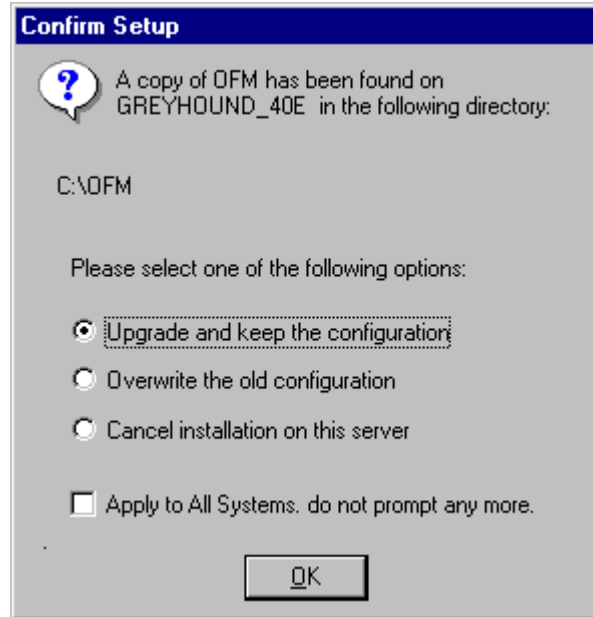 Confirm Setup
?
A copy of OFM has been found on
GREYHOUND_40E in the following directory:
C:\OFM
Please select one of the following options:
Upgrade and keep the configuration
Overwrite the old configuration
Cancel installation on this server
Apply to All Systems. do not prompt any more.
OK